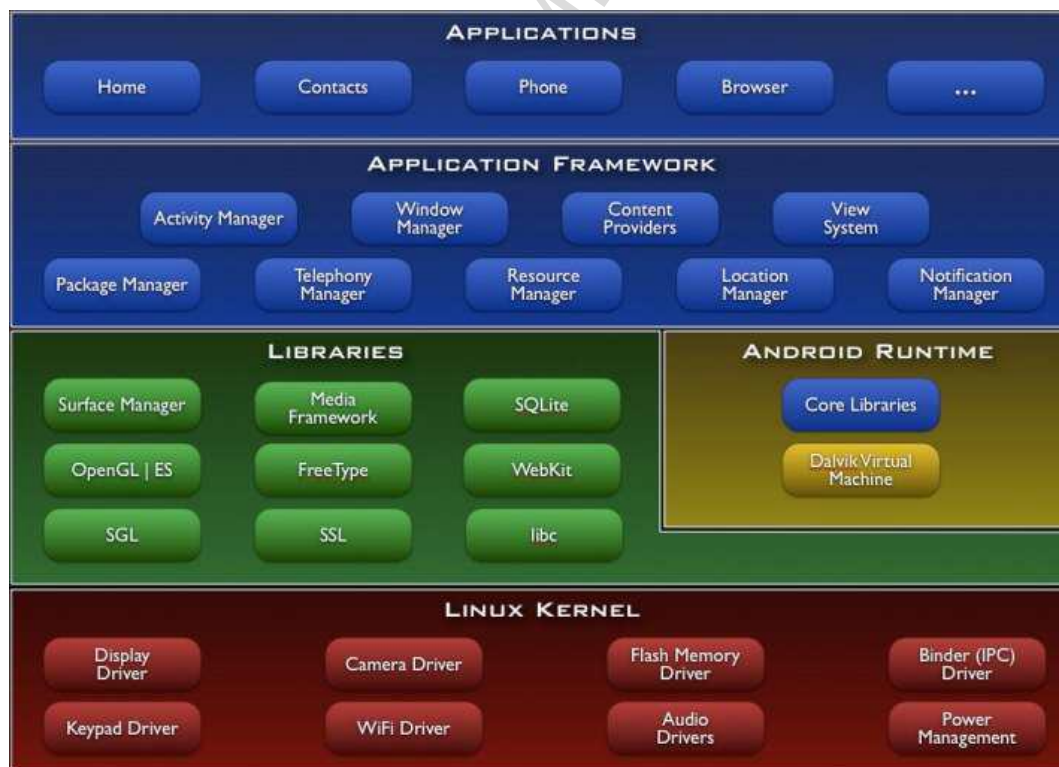 APPLICATIONS
Home
Contacts
Phone
Browser
...
APPLICATION FRAMEWORK
Activity Manager
Window
Manager
Content
Providers
View
System
Package Manager
Telephony
Manager
Resource
Manager
Location
Manager
Notification
Manager
LIBRARIES
Surface Manager
Media
Framework
SQLite
OpenGL | ES
FreeType
WebKit
SGL
SSL
libc
ANDROID RUNTIME
Core Libraries
Dalvik Virtual
Machine
LINUX KERNEL
Display
Driver
Camera Driver
Flash Memory
Driver
Binder (IPC)
Driver
Keypad Driver
WiFi Driver
Audio
Drivers
Power
Management